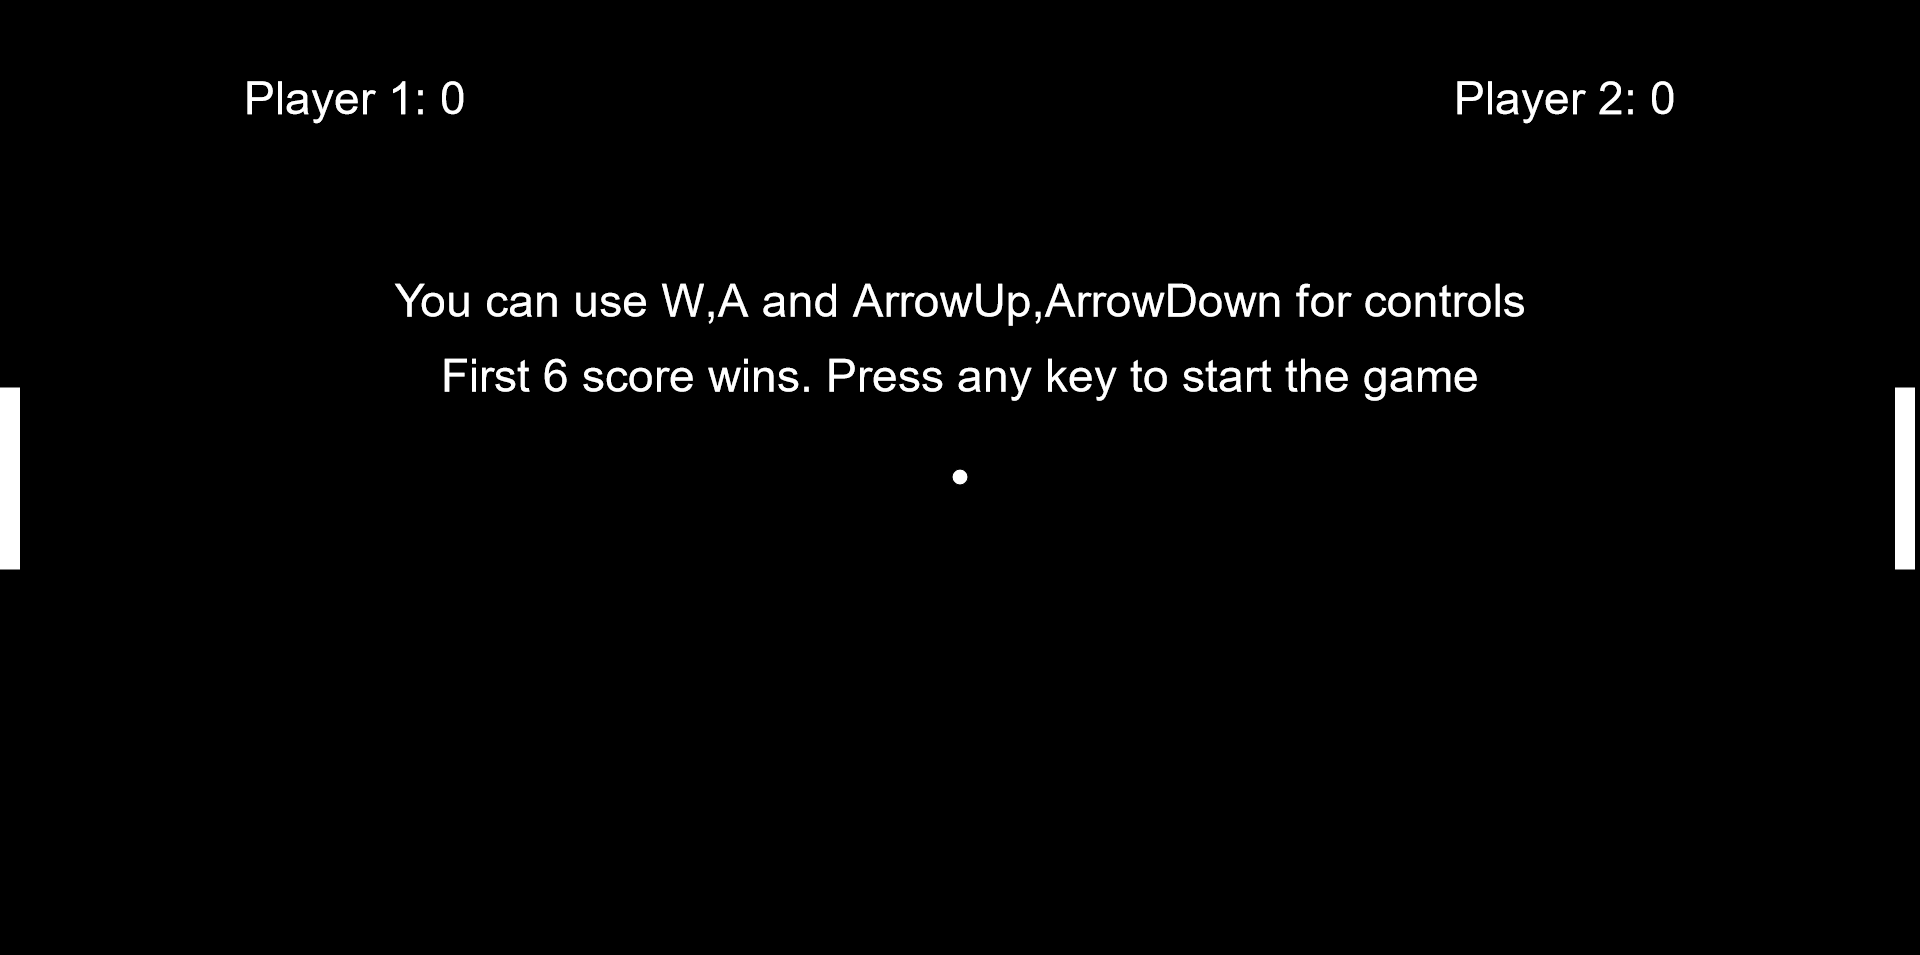 Player 1: 0
Player 2: 0
You can use W,A and ArrowUp,ArrowDown for controls
First 6 score wins. Press any key to start the game